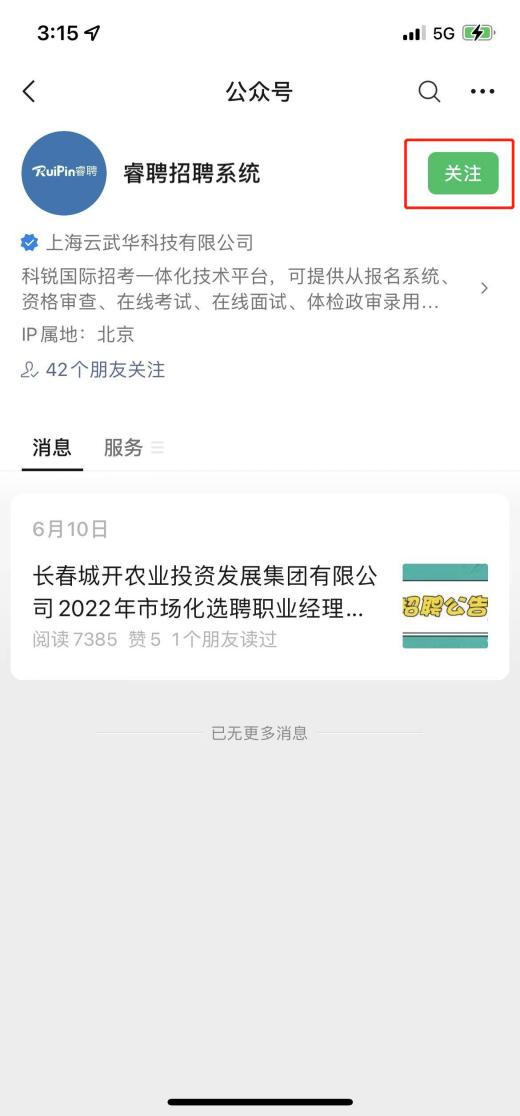 3:15
5G
公众号
RuiPin睿聘
睿聘招聘系统
关注
上海云武华科技有限公司
科锐国际招考一体化技术平台，可提供从报名系统、
资格审查、在线考试、在线面试、体检政审录用...
IP属地：北京
42个朋友关注
消息
服务
6月10日
长春城开农业投资发展集团有限公
司2022年市场化选聘职业经理...
招聘公告
阅读7385 赞5 1个朋友读过
已无更多消息